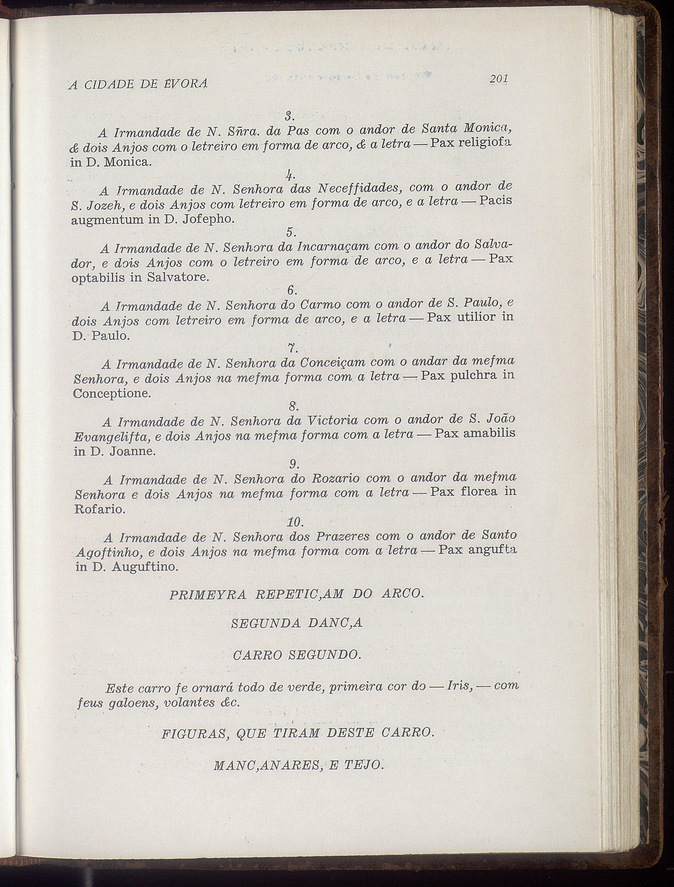 A CIDADE DE ÉVORA 201
3.
A Irmandade de N. Sñra. da Pas com o andor de Santa Monica,
& dois Anjos com o letreiro em forma de arco, & a letra — Pax religiofa
in D. Monica.
4.
A Irmandade de N. Senhora das Neceffidades, com o andor de
S. Jozeh, e dois Anjos com letreiro em forma de arco, e a letra — Pacis
augmentum in D. Jofepho.
5.
A Irmandade de N. Senhora da Incarnaçam com o andor do Salva-
dor, e dois Anjos com o letreiro em forma de arco, e a letra — Pax
optabilis in Salvatore.
6.
A Irmandade de N. Senhora do Carmo com o andor de S. Paulo, e
dois Anjos com letreiro em forma de arco, e a letra — Pax utilior in
D. Paulo.
7.
A Irmandade de N. Senhora da Conceiçam com o andar da mefma
Senhora, e dois Anjos na mefma forma com a letra — Pax pulchra in
Conceptione.
8.
A Irmandade de N. Senhora da Victoria com o andor de S. João
Evangelifta, e dois Anjos na mefma forma com a letra — Pax amabilis
in D. Joanne.
9.
A Irmandade de N. Senhora do Rozario com o andor da mefma
Senhora e dois Anjos na mefma forma com a letra — Pax florea in
Rofario.
10.
A Irmandade de N. Senhora dos Prazeres com o andor de Santo
Agoftinho, e dois Anjos na mefma forma com a letra — Pax angufta
in D. Auguftino.
PRIMEYRA REPETIC,AM DO ARCO.
SEGUNDA DANC,A
CARRO SEGUNDO.
Este carro fe ornará todo de verde, primeira cor do — Iris, — com
feus galoens, volantes &c.
FIGURAS, QUE TIRAM DESTE CARRO.
MANC,ANARES, E TEJO.